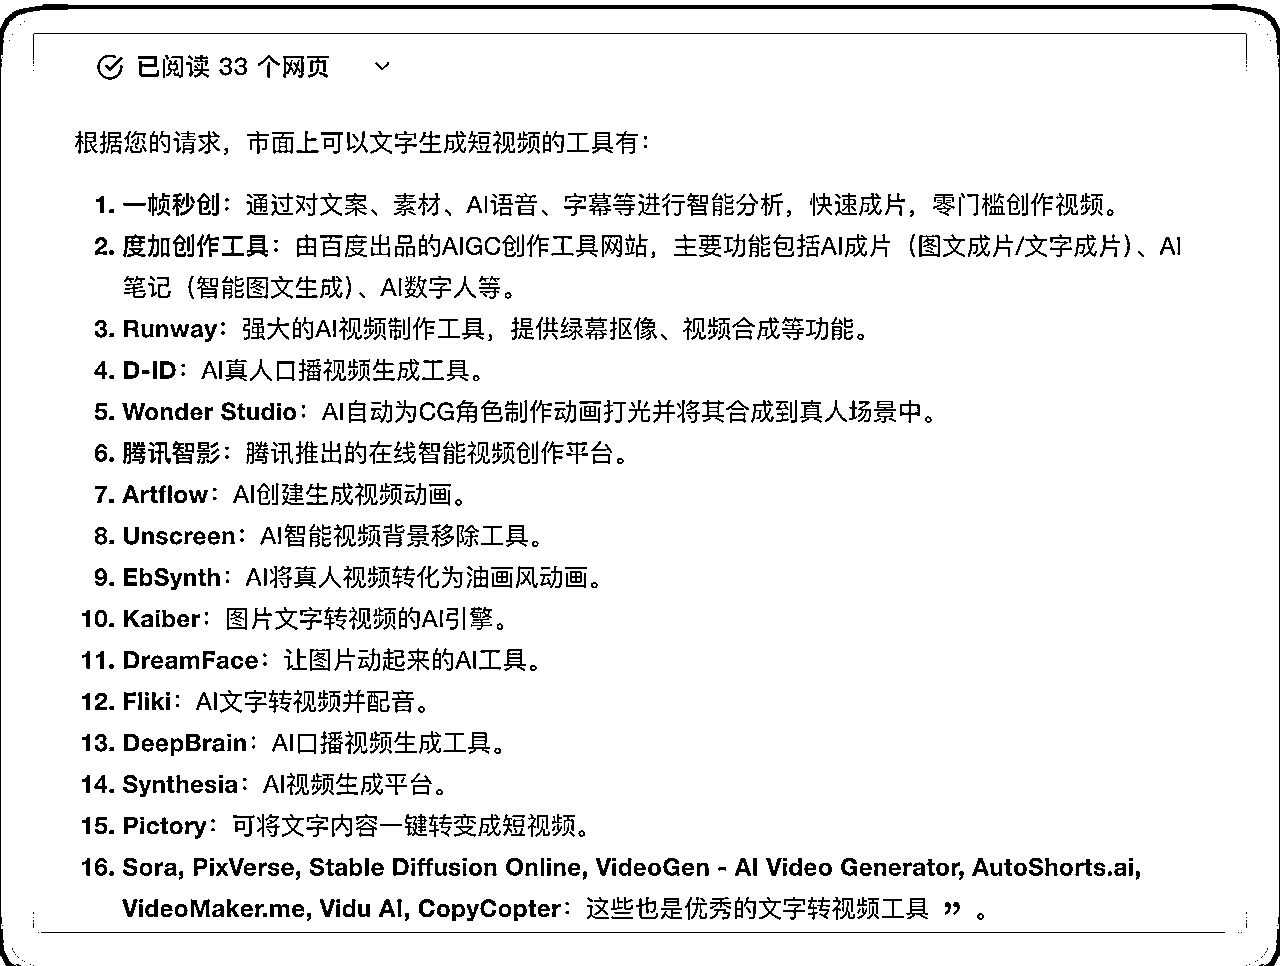 已阅读 33 个网页
根据您的请求，市面上可以文字生成短视频的工具有：
1. 一帧秒创：通过对文案、素材、AI语音、字幕等进行智能分析，快速成片，零门槛创作视频。
2. 度加创作工具：由百度出品的AIGC创作工具网站，主要功能包括AI成片（图文成片/文字成片）、AI
笔记（智能图文生成）、AI数字人等。
3. Runway：强大的AI视频制作工具，提供绿幕抠像、视频合成等功能。
4. D-ID：AI真人口播视频生成工具。
5. Wonder Studio：AI自动为CG角色制作动画打光并将其合成到真人场景中。
6. 腾讯智影：腾讯推出的在线智能视频创作平台。
7. Artflow：AI创建生成视频动画。
8. Unscreen：AI智能视频背景移除工具。
9. EbSynth：AI将真人视频转化为油画风动画。
10. Kaiber：图片文字转视频的AI引擎。
11. DreamFace：让图片动起来的AI工具。
12. Fliki：AI文字转视频并配音。
13. DeepBrain：AI口播视频生成工具。
14. Synthesia：AI视频生成平台。
15. Pictory：可将文字内容一键转变成短视频。
16. Sora, PixVerse, Stable Diffusion Online, VideoGen - AI Video Generator, AutoShorts.ai,
VideoMaker.me, Vidu AI, CopyCopter：这些也是优秀的文字转视频工具 ” 。